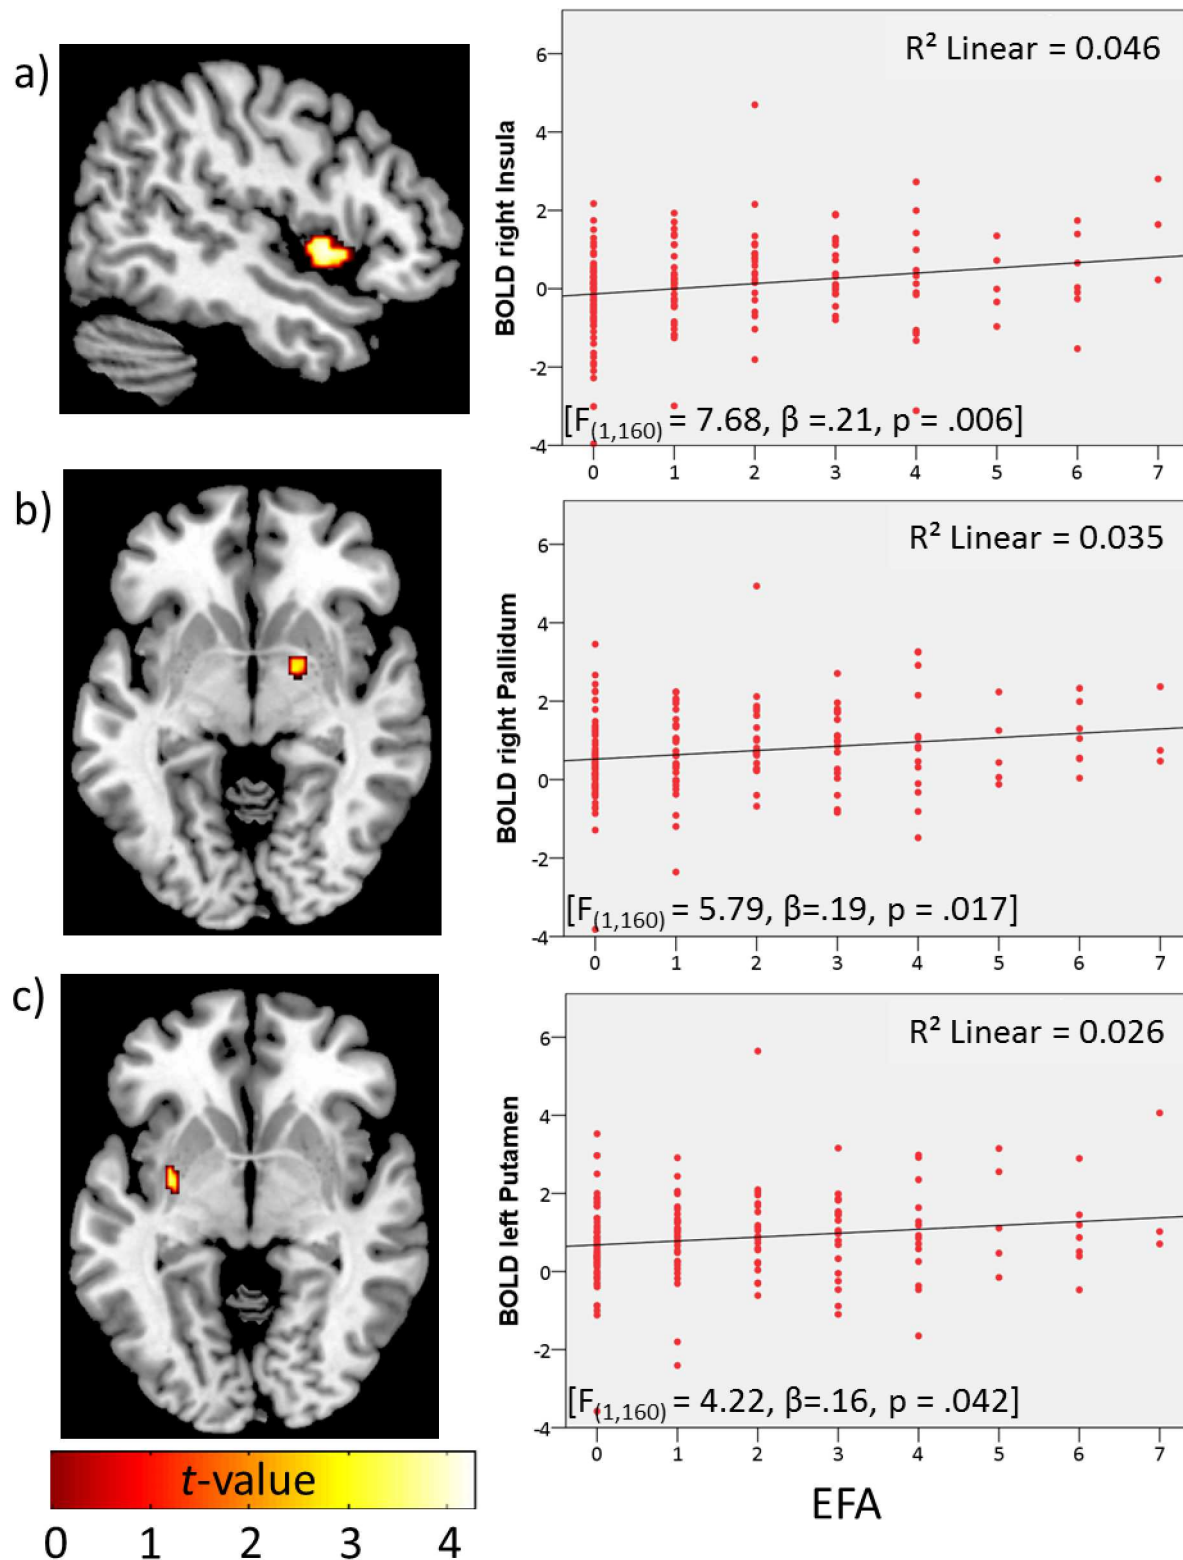 a)
R² Linear = 0.046
BOLD right Insula
6
4
2
0
-2
-4
[F(1,160) = 7.68, β =.21, p = .006]
0 1 2 3 4 5 6 7
b)
R² Linear = 0.035
BOLD right Pallidum
6
4
2
0
-2
-4
[F(1,160) = 5.79, β=.19, p = .017]
0 1 2 3 4 5 6 7
c)
R² Linear = 0.026
BOLD left Putamen
6
4
2
0
-2
-4
[F(1,160) = 4.22, β=.16, p = .042]
0 1 2 3 4 5 6 7
EFA
t-value
0 1 2 3 4